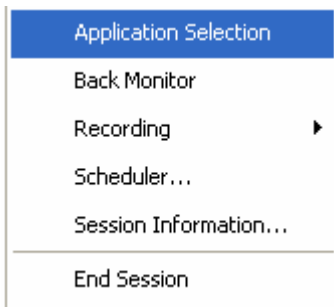 Application Selection
Back Monitor
Recording
Scheduler...
Session Information...
End Session